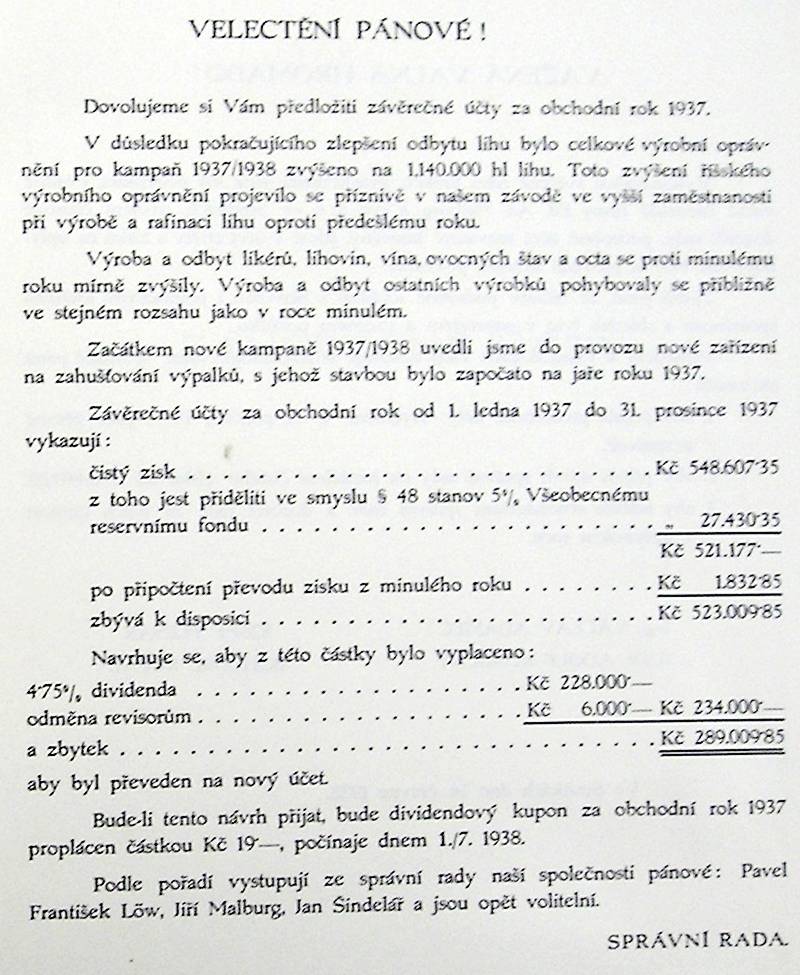 VELECTĚNÍ PÁNOVÉ!
Dovolujeme si Vám předložiti závěrečné účty za obchodní rok 1937.
V důsledku pokračujícího zlepšení odbytu lihu bylo celkové výrobní opráv-
nění pro kampaň 1937/1938 zvýšeno na 1,140.000 hl lihu. Toto zvýšení říšského
výrobního oprávnění projevilo se příznivě v našem závodě ve vyšší zaměstnanosti
při výrobě a rafinaci lihu oproti předešlému roku.
Výroba a odbyt likérů, lihovin, vína, ovocných šťav a octa se proti minulému
roku mírně zvýšily. Výroba a odbyt ostatních výrobků pohybovaly se přibližně
ve stejném rozsahu jako v roce minulém.
Začátkem nové kampaně 1937/1938 uvedli jsme do provozu nové zařízení
na zahušťování výpalků, s jehož stavbou bylo započato na jaře roku 1937.
Závěrečné účty za obchodní rok od 1. ledna 1937 do 31. prosince 1937
vykazují:
čistý zisk . . . . . . . . . . . . . . . . . . . . . . . . Kč 548.607·35
z toho jest přiděliti ve smyslu § 48 stanov 5% Všeobecnému
reservnímu fondu . . . . . . . . . . . . . . . . . . . . „ 27.430·35
Kč 521.177·—
po připočtení převodu zisku z minulého roku . . . . . . . . Kč 1.832·85
zbývá k disposici . . . . . . . . . . . . . . . . . . . . Kč 523.009·85
Navrhuje se, aby z této částky bylo vyplaceno:
4·75% dividenda . . . . . . . . . . . . . . . Kč 228.000·—
odměna revisorům . . . . . . . . . . . . . . . Kč 6.000·— Kč 234.000·—
a zbytek . . . . . . . . . . . . . . . . . . . . . . . . Kč 289.009·85
aby byl převeden na nový účet.
Bude-li tento návrh přijat, bude dividendový kupon za obchodní rok 1937
proplácen částkou Kč 19·—, počínaje dnem 1./7. 1938.
Podle pořadí vystupují ze správní rady naší společnosti pánové: Pavel
František Löw, Jiří Malburg, Jan Šindelář a jsou opět volitelní.
SPRÁVNÍ RADA.